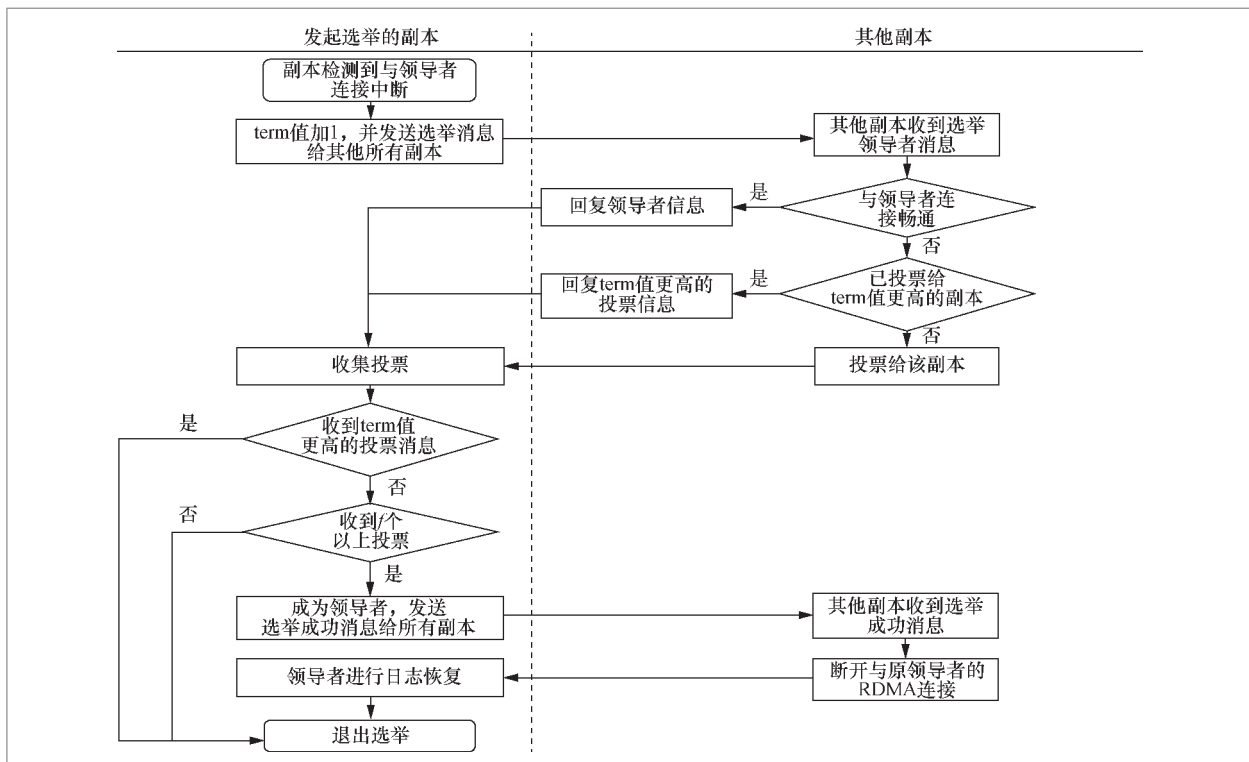 发起选举的副本
其他副本
副本检测到与领导者
连接中断
term值加1，并发送选举消息
给其他所有副本
其他副本收到选举
领导者消息
与领导者连
接畅通
是
回复领导者信息
否
已投票给
term值更高的副本
是
回复term值更高的
投票信息
否
投票给该副本
收集投票
收到term值
更高的投票消息
是
否
收到f个
以上投票
否
是
成为领导者，发送
选举成功消息给所有副本
其他副本收到选举
成功消息
断开与原领导者的
RDMA连接
领导者进行日志恢复
退出选举